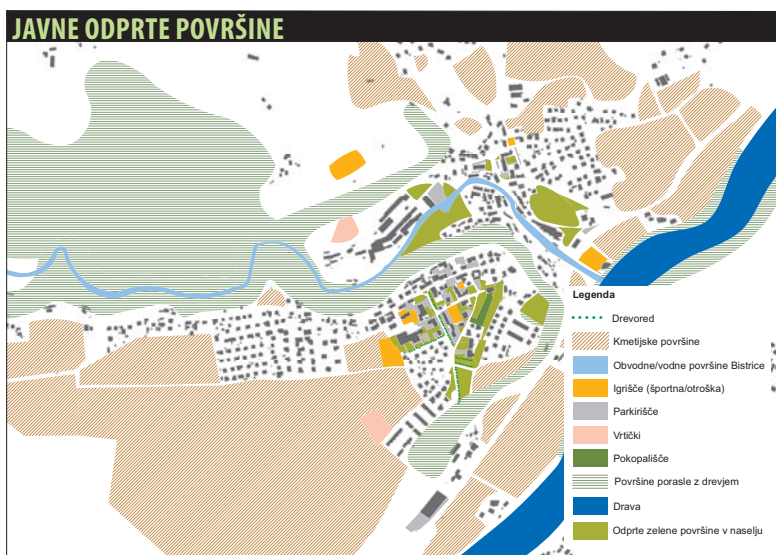 JAVNE ODPRTE POVRŠINE
Legenda
Drevored
Kmetijske površine
Obvodne/vodne površine Bistrice
Igrišče (športna/otroška)
Parkirišče
Vrtički
Pokopališče
Površine porasle z drevjem
Drava
Odprte zelene površine v naselju